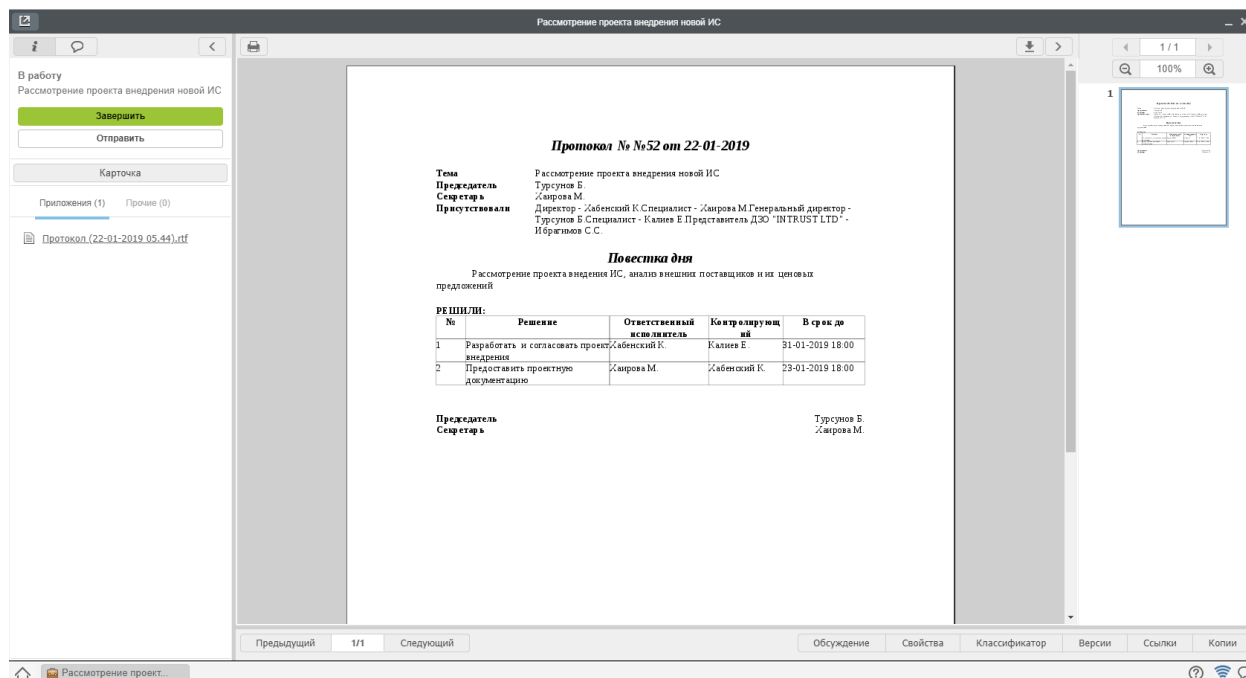 Рассмотрение проекта внедрения новой ИС
В работу
Рассмотрение проекта внедрения новой ИС
Завершить
Отправить
Карточка
Приложения (1) Прочие (0)
Протокол (22-01-2019 05.44).rtf
Протокол № №52 от 22-01-2019
Тема Рассмотрение проекта внедрения новой ИС
Председатель Турсунов Б.
Секретарь Хаирова М.
Присутствовали Директор - Хабенский К.Специалист - Хаирова М.Генеральный директор -
Турсунов Б.Специалист - Калиев Е.Представитель ДЗО "INTRUST LTD" -
Ибрагимов С.С.
Повестка дня
Рассмотрение проекта внедения ИС, анализ внешних поставщиков и их ценовых
предложений
РЕШИЛИ:
№ Решение Ответственный исполнитель Контролирующий В срок до
1 Разработать и согласовать проект внедрения Хабенский К. Калиев Е. 31-01-2019 18:00
2 Предоставить проектную документацию Хаирова М. Хабенский К. 23-01-2019 18:00
Председатель Турсунов Б.
Секретарь Хаирова М.
1 / 1
100%
1
Предыдущий 1/1 Следующий Обсуждение Свойства Классификатор Версии Ссылки Копии
Рассмотрение проект...